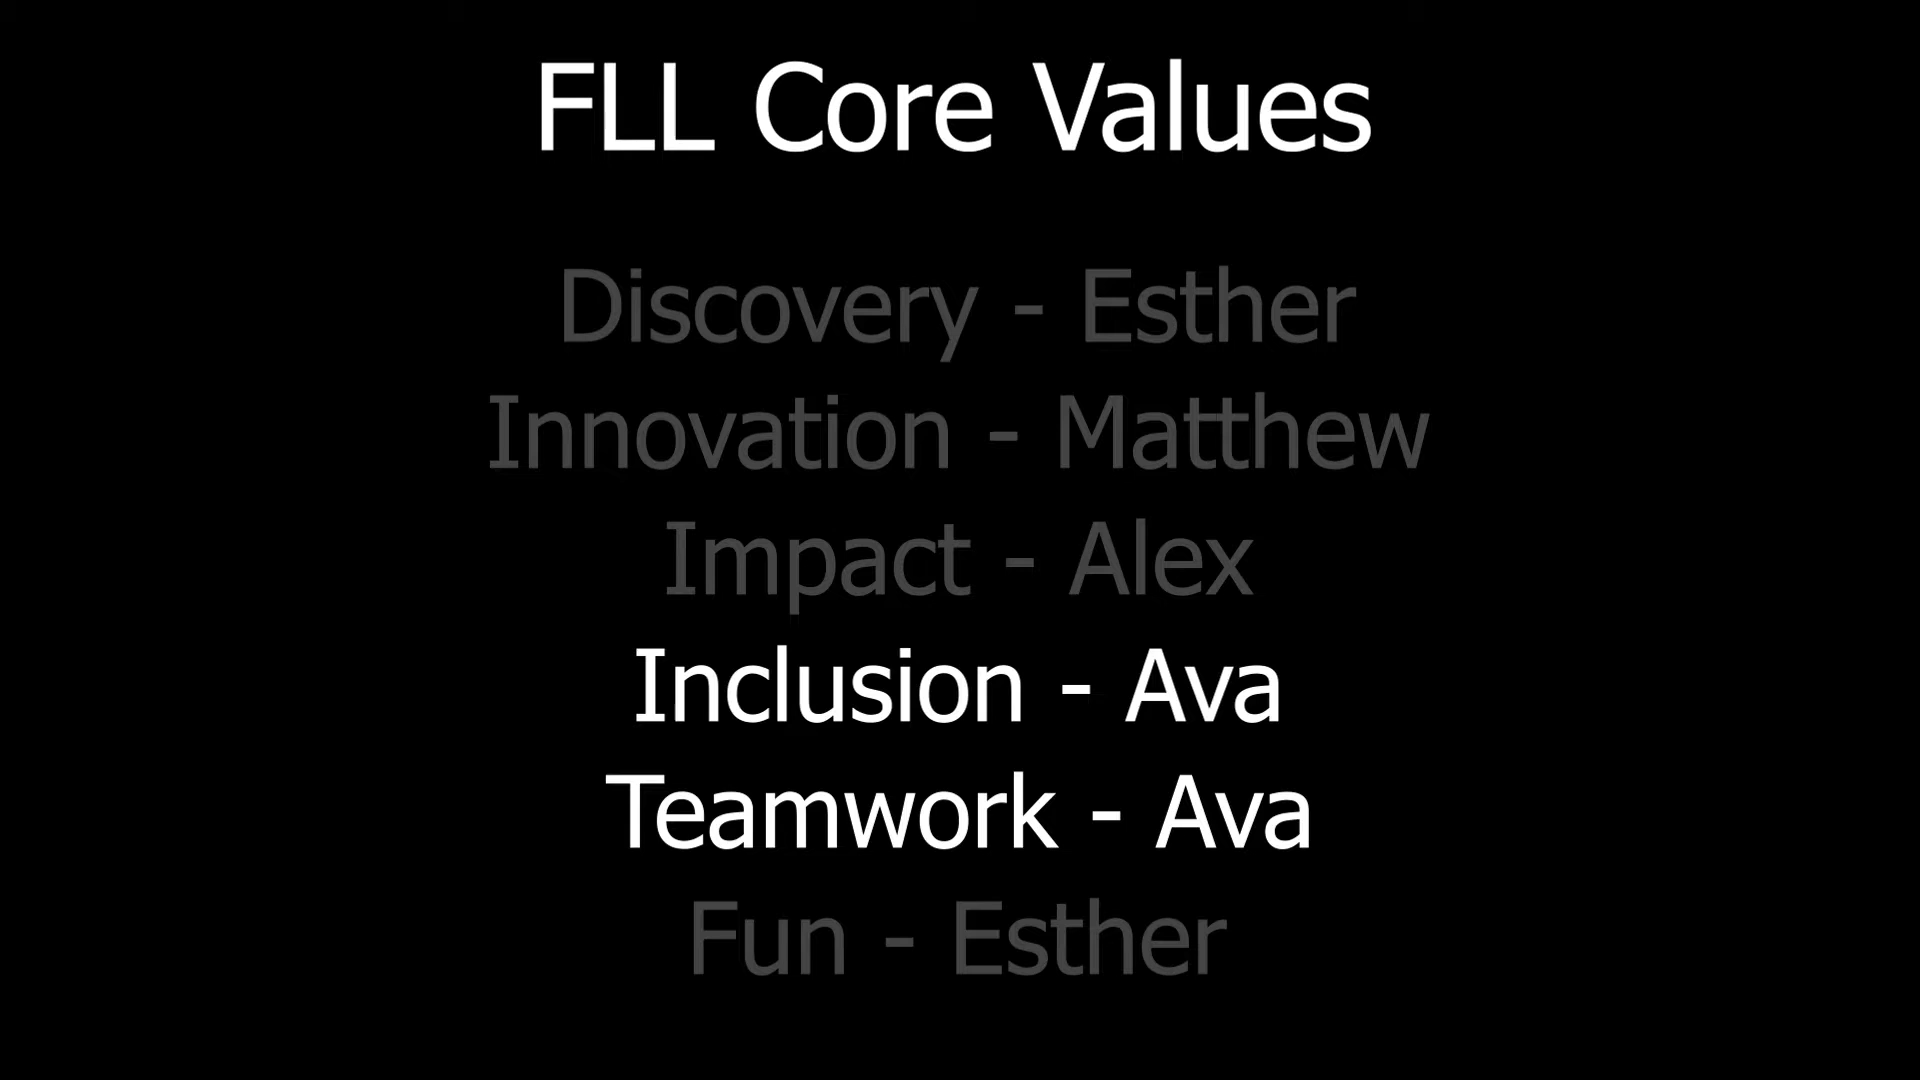 FLL Core Values
Discovery - Esther
Innovation - Matthew
Impact - Alex
Inclusion - Ava
Teamwork - Ava
Fun - Esther